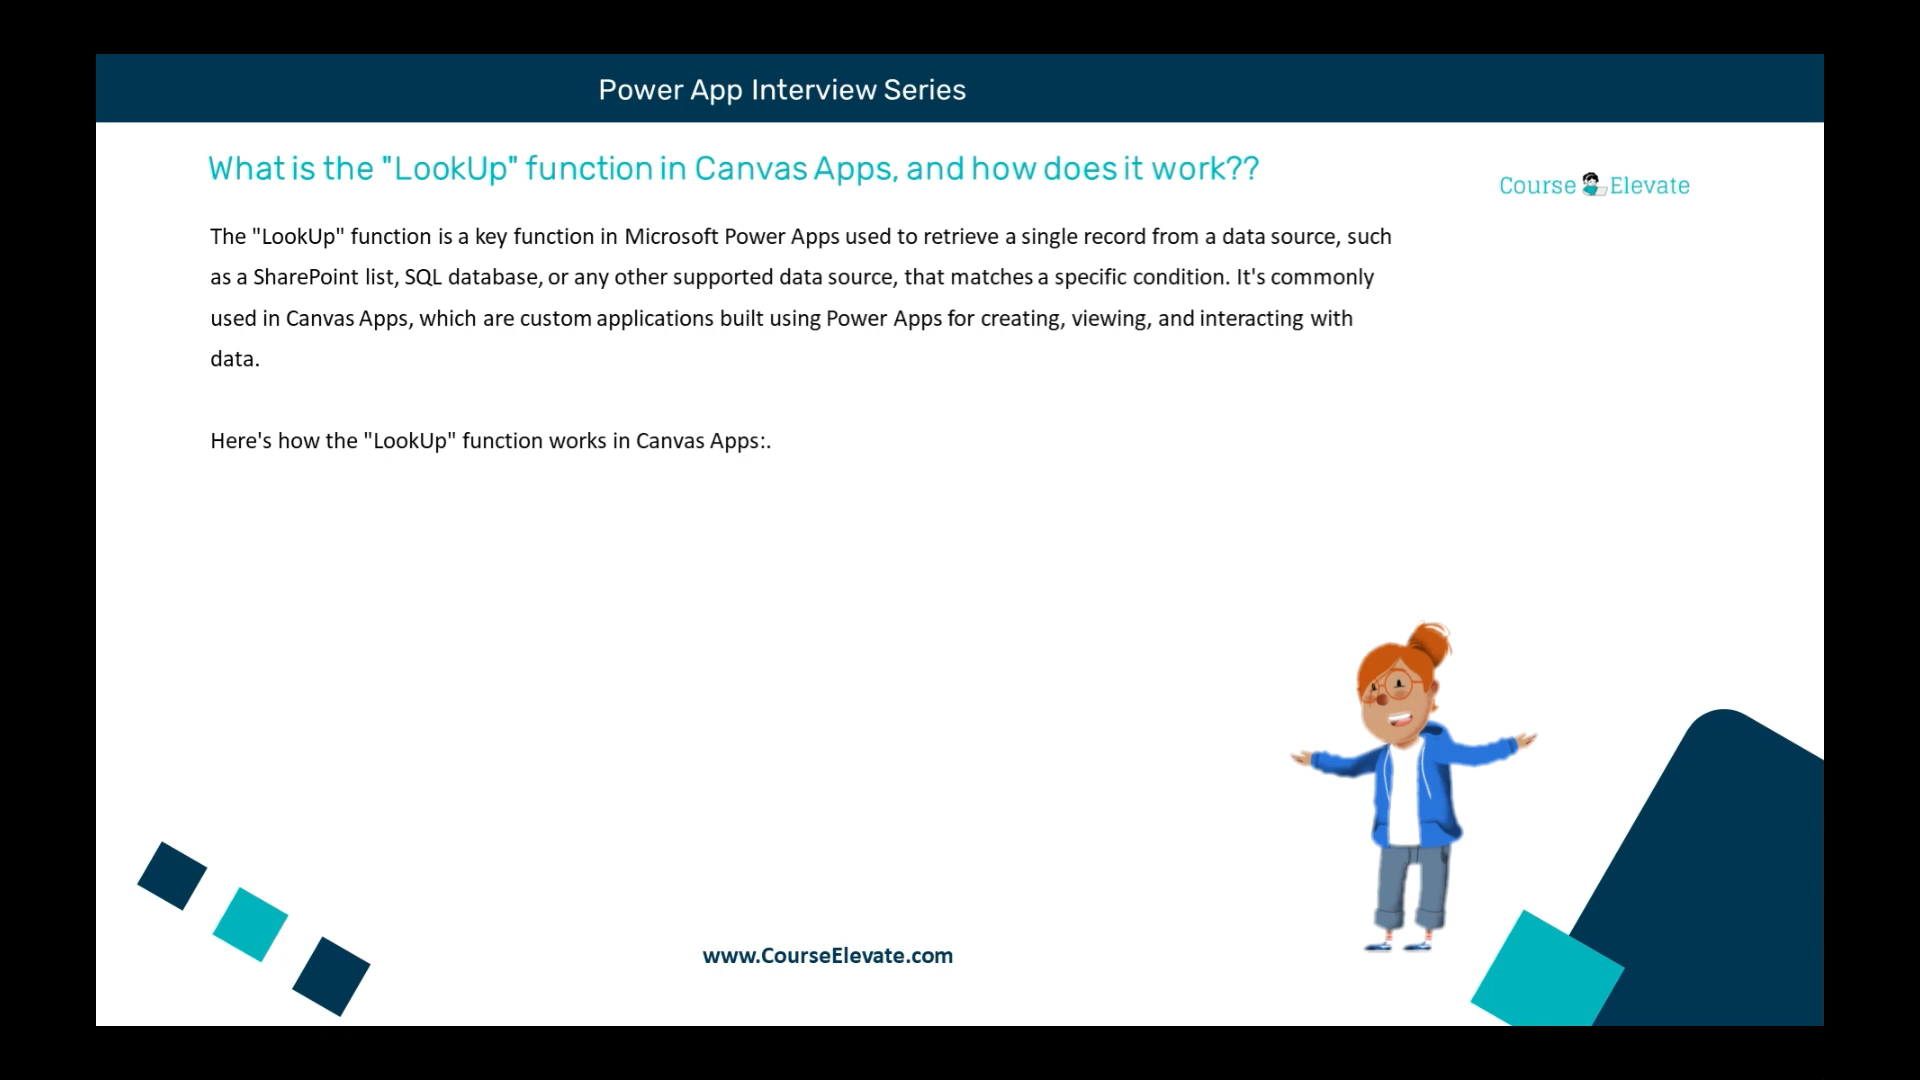 Power App Interview Series
What is the "LookUp" function in Canvas Apps, and how does it work??
Course Elevate
The "LookUp" function is a key function in Microsoft Power Apps used to retrieve a single record from a data source, such
as a SharePoint list, SQL database, or any other supported data source, that matches a specific condition. It's commonly
used in Canvas Apps, which are custom applications built using Power Apps for creating, viewing, and interacting with
data.
Here's how the "LookUp" function works in Canvas Apps:.
www.CourseElevate.com